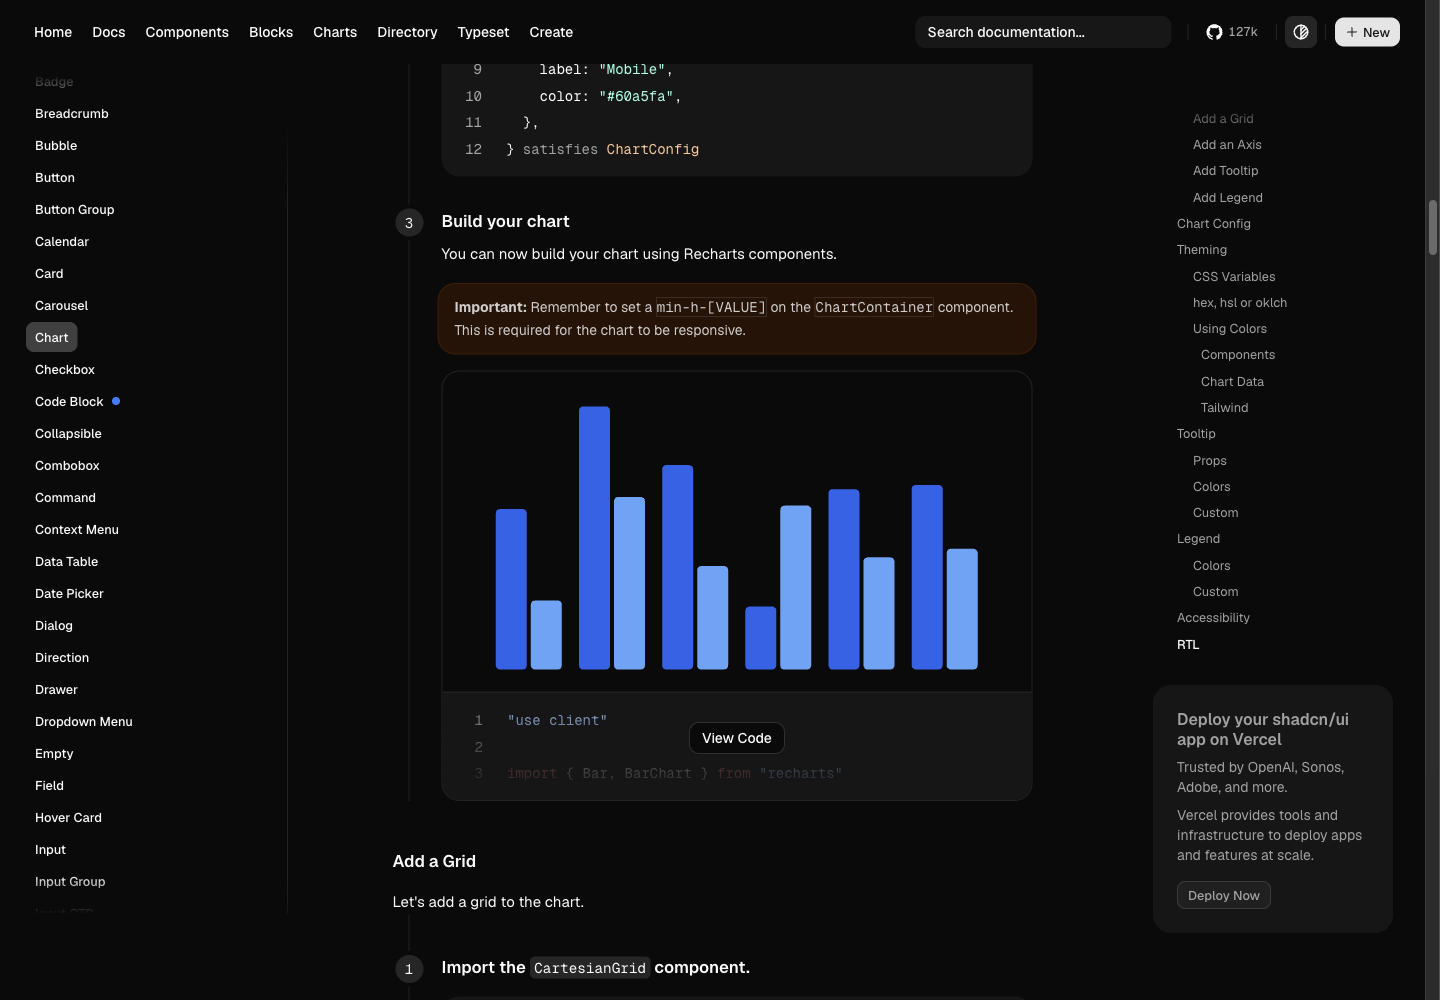 Home Docs Components Blocks Charts Directory Typeset Create
Search documentation...
127k
New
Badge
Breadcrumb
Bubble
Button
Button Group
Calendar
Card
Carousel
Chart
Checkbox
Code Block
Collapsible
Combobox
Command
Context Menu
Data Table
Date Picker
Dialog
Direction
Drawer
Dropdown Menu
Empty
Field
Hover Card
Input
Input Group
Input OTP
9 label: "Mobile",
10 color: "#60a5fa",
11 },
12 } satisfies ChartConfig
3 Build your chart
You can now build your chart using Recharts components.
Important: Remember to set a min-h-[VALUE] on the ChartContainer component.
This is required for the chart to be responsive.
1 "use client"
2
View Code
3 import { Bar, BarChart } from "recharts"
Add a Grid
Let's add a grid to the chart.
1 Import the CartesianGrid component.
Add a Grid
Add an Axis
Add Tooltip
Add Legend
Chart Config
Theming
CSS Variables
hex, hsl or oklch
Using Colors
Components
Chart Data
Tailwind
Tooltip
Props
Colors
Custom
Legend
Colors
Custom
Accessibility
RTL
Deploy your shadcn/ui
app on Vercel
Trusted by OpenAI, Sonos,
Adobe, and more.
Vercel provides tools and
infrastructure to deploy apps
and features at scale.
Deploy Now